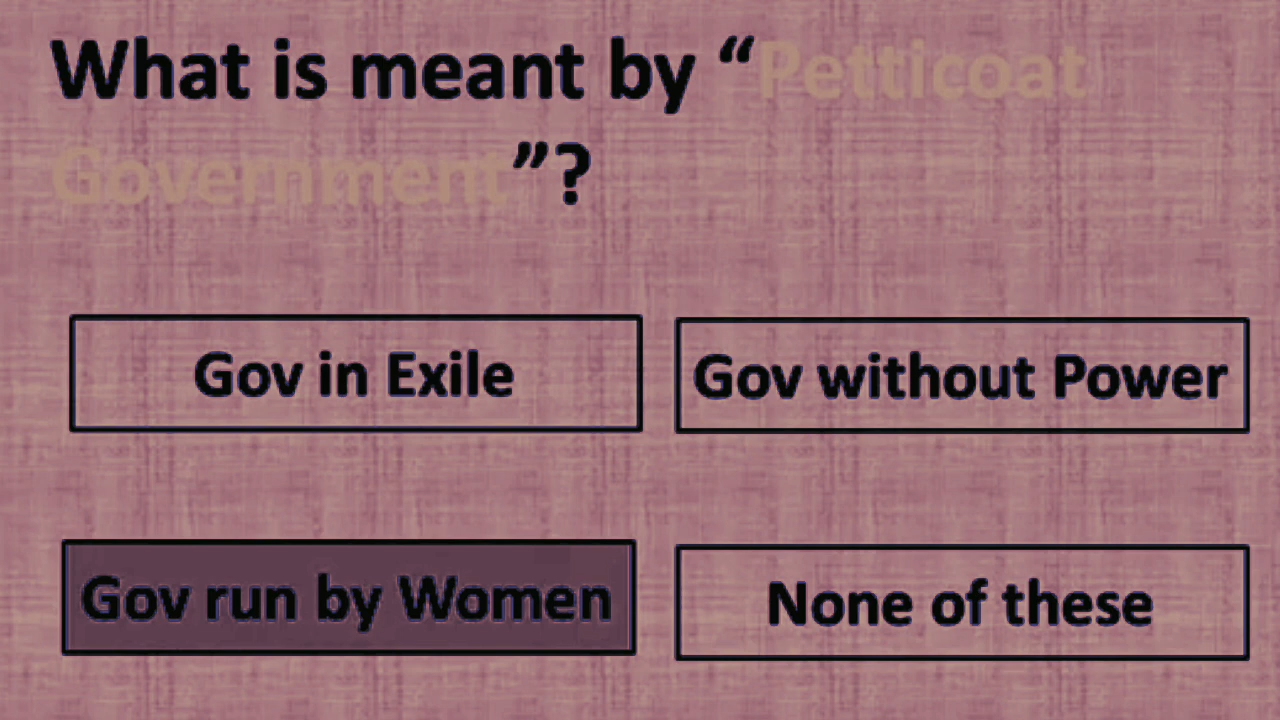 What is meant by “Petticoat
Government”?
Gov in Exile
Gov without Power
Gov run by Women
None of these